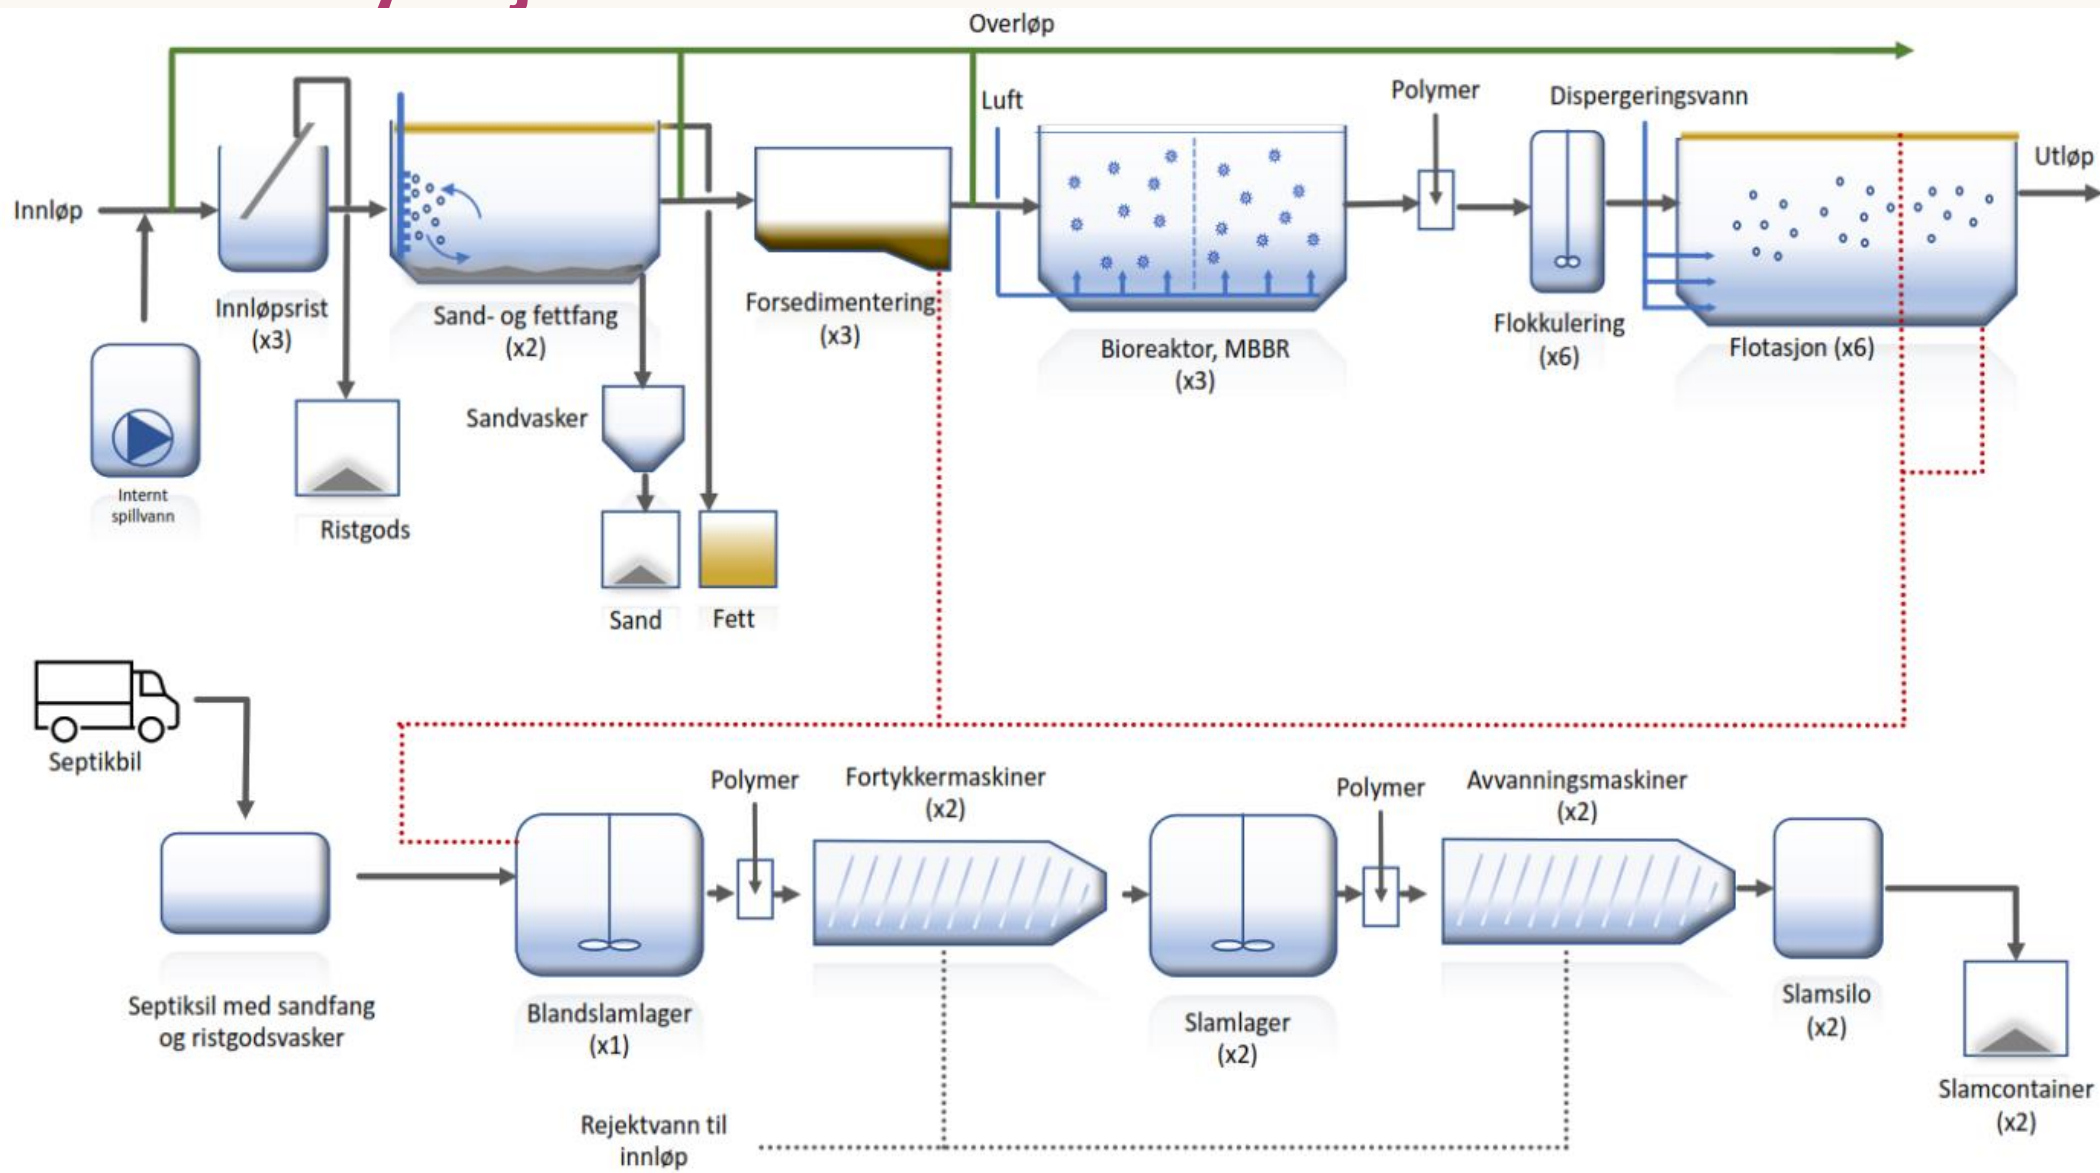 Overløp
Luft
Polymer
Dispergeringsvann
Innløp
Utløp
Innløpsrist
(x3)
Sand- og fettfang
(x2)
Forsedimentering
(x3)
Bioreaktor, MBBR
(x3)
Flokkulering
(x6)
Flotasjon (x6)
Sandvasker
Internt
spillvann
Ristgods
Sand
Fett
Septikbil
Polymer
Fortykkermaskiner
(x2)
Polymer
Avvanningsmaskiner
(x2)
Septiksil med sandfang
og ristgodsvasker
Blandslamlager
(x1)
Slamlager
(x2)
Slamsilo
(x2)
Slamcontainer
(x2)
Rejektvann til
innløp